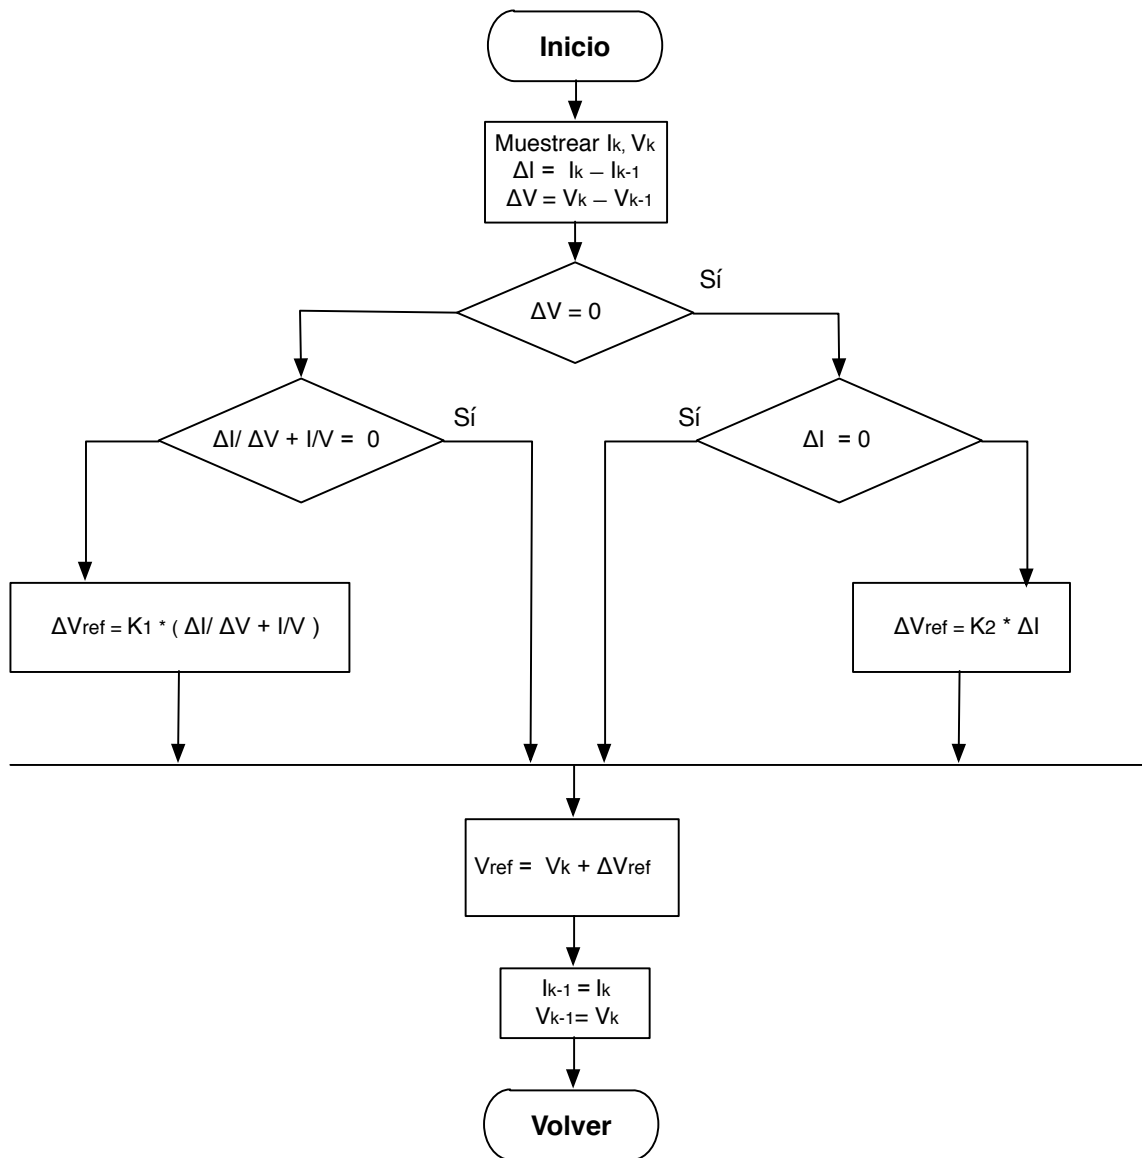 Inicio
Muestrear Ik, Vk
ΔI = Ik – Ik-1
ΔV = Vk – Vk-1
Sí
ΔV = 0
Sí
Sí
ΔI/ ΔV + I/V = 0
ΔI = 0
ΔVref = K1 * ( ΔI/ ΔV + I/V )
ΔVref = K2 * ΔI
Vref = Vk + ΔVref
Ik-1 = Ik
Vk-1= Vk
Volver